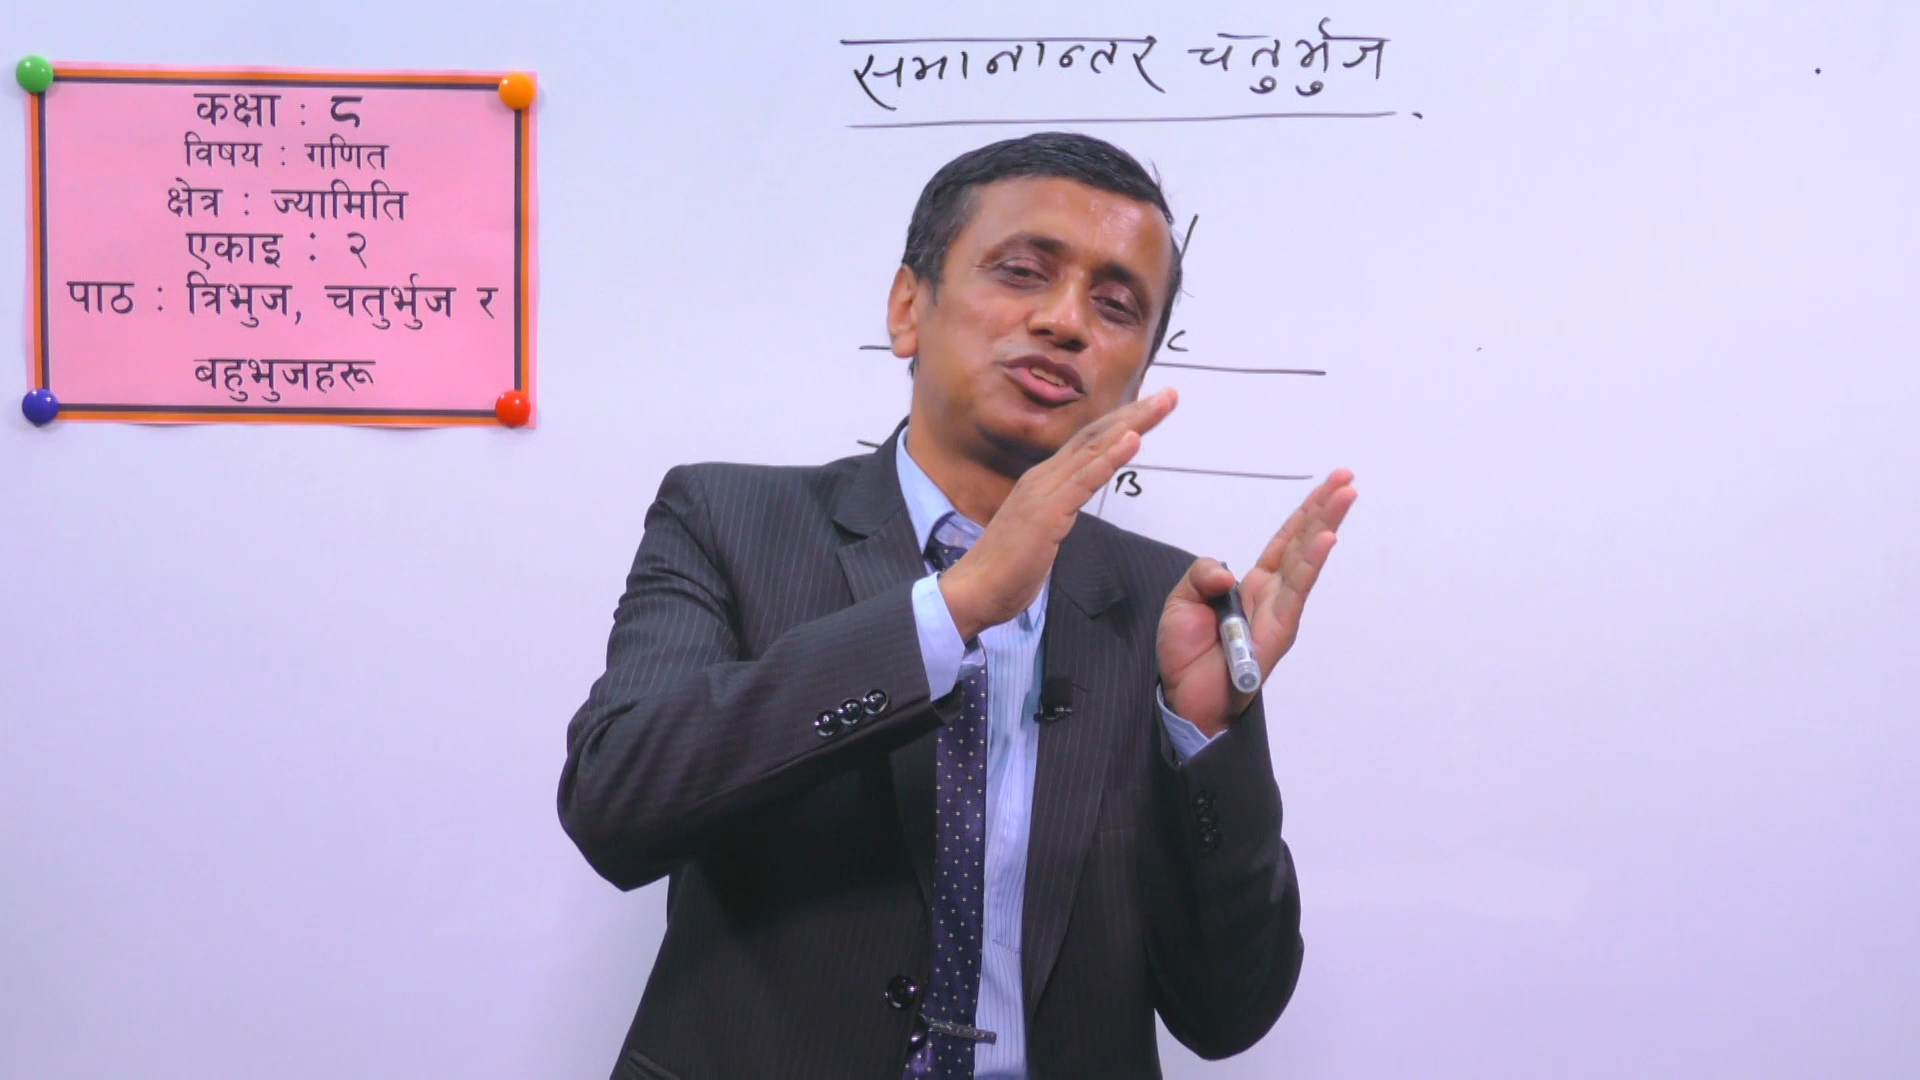 कक्षा : ८
विषय : गणित
क्षेत्र : ज्यामिति
एकाइ : २
पाठ : त्रिभुज, चतुर्भुज र
बहुभुजहरू
समानान्तर चतुर्भुज
C
B